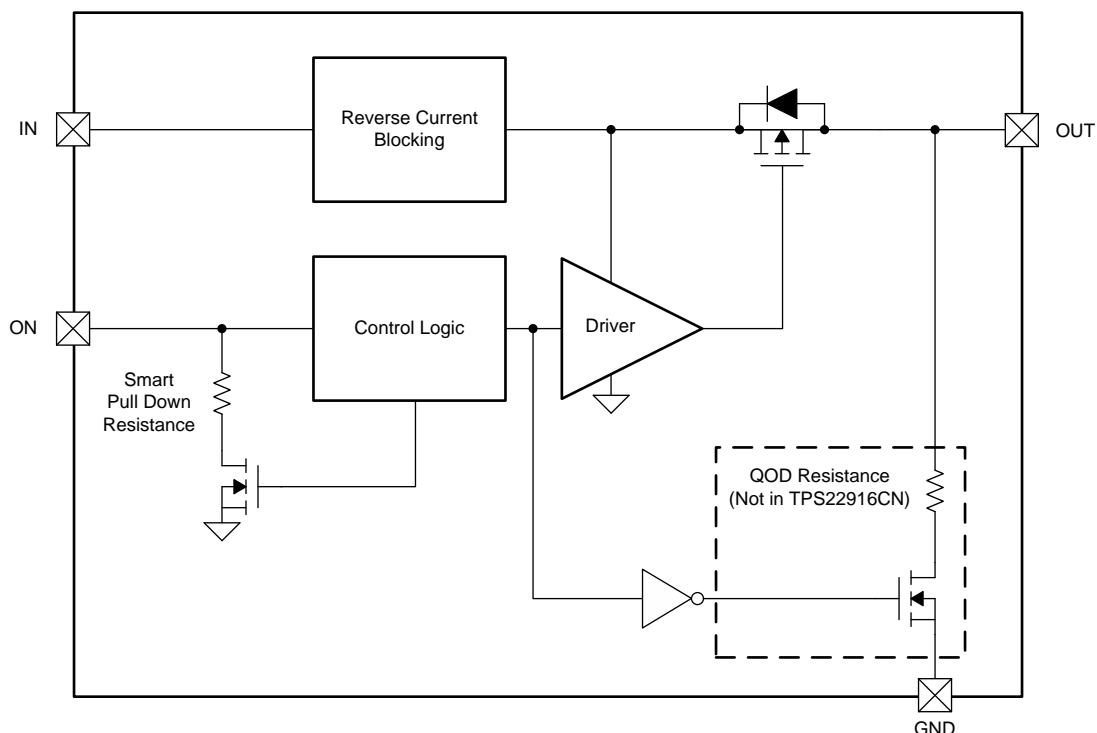 IN
Reverse Current
Blocking
OUT
ON
Control Logic
Driver
Smart
Pull Down
Resistance
QOD Resistance
(Not in TPS22916CN)
GND